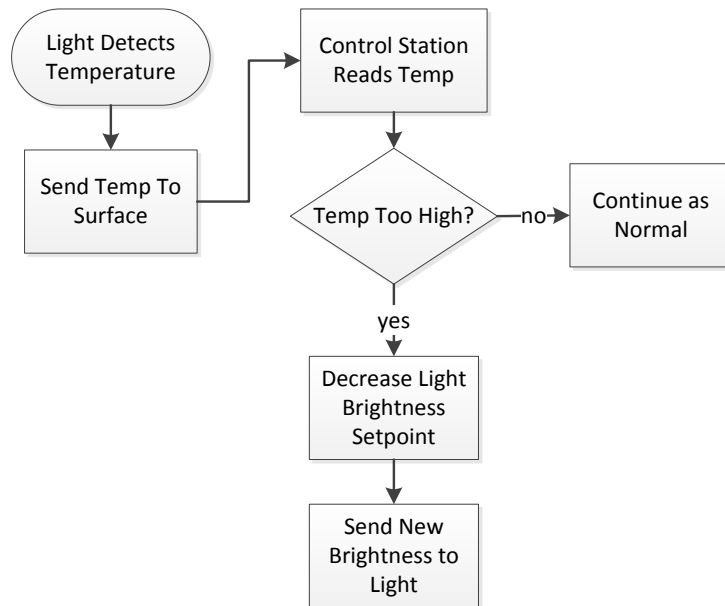 Light Detects
Temperature
Send Temp To
Surface
Control Station
Reads Temp
Temp Too High?
no
Continue as
Normal
yes
Decrease Light
Brightness
Setpoint
Send New
Brightness to
Light